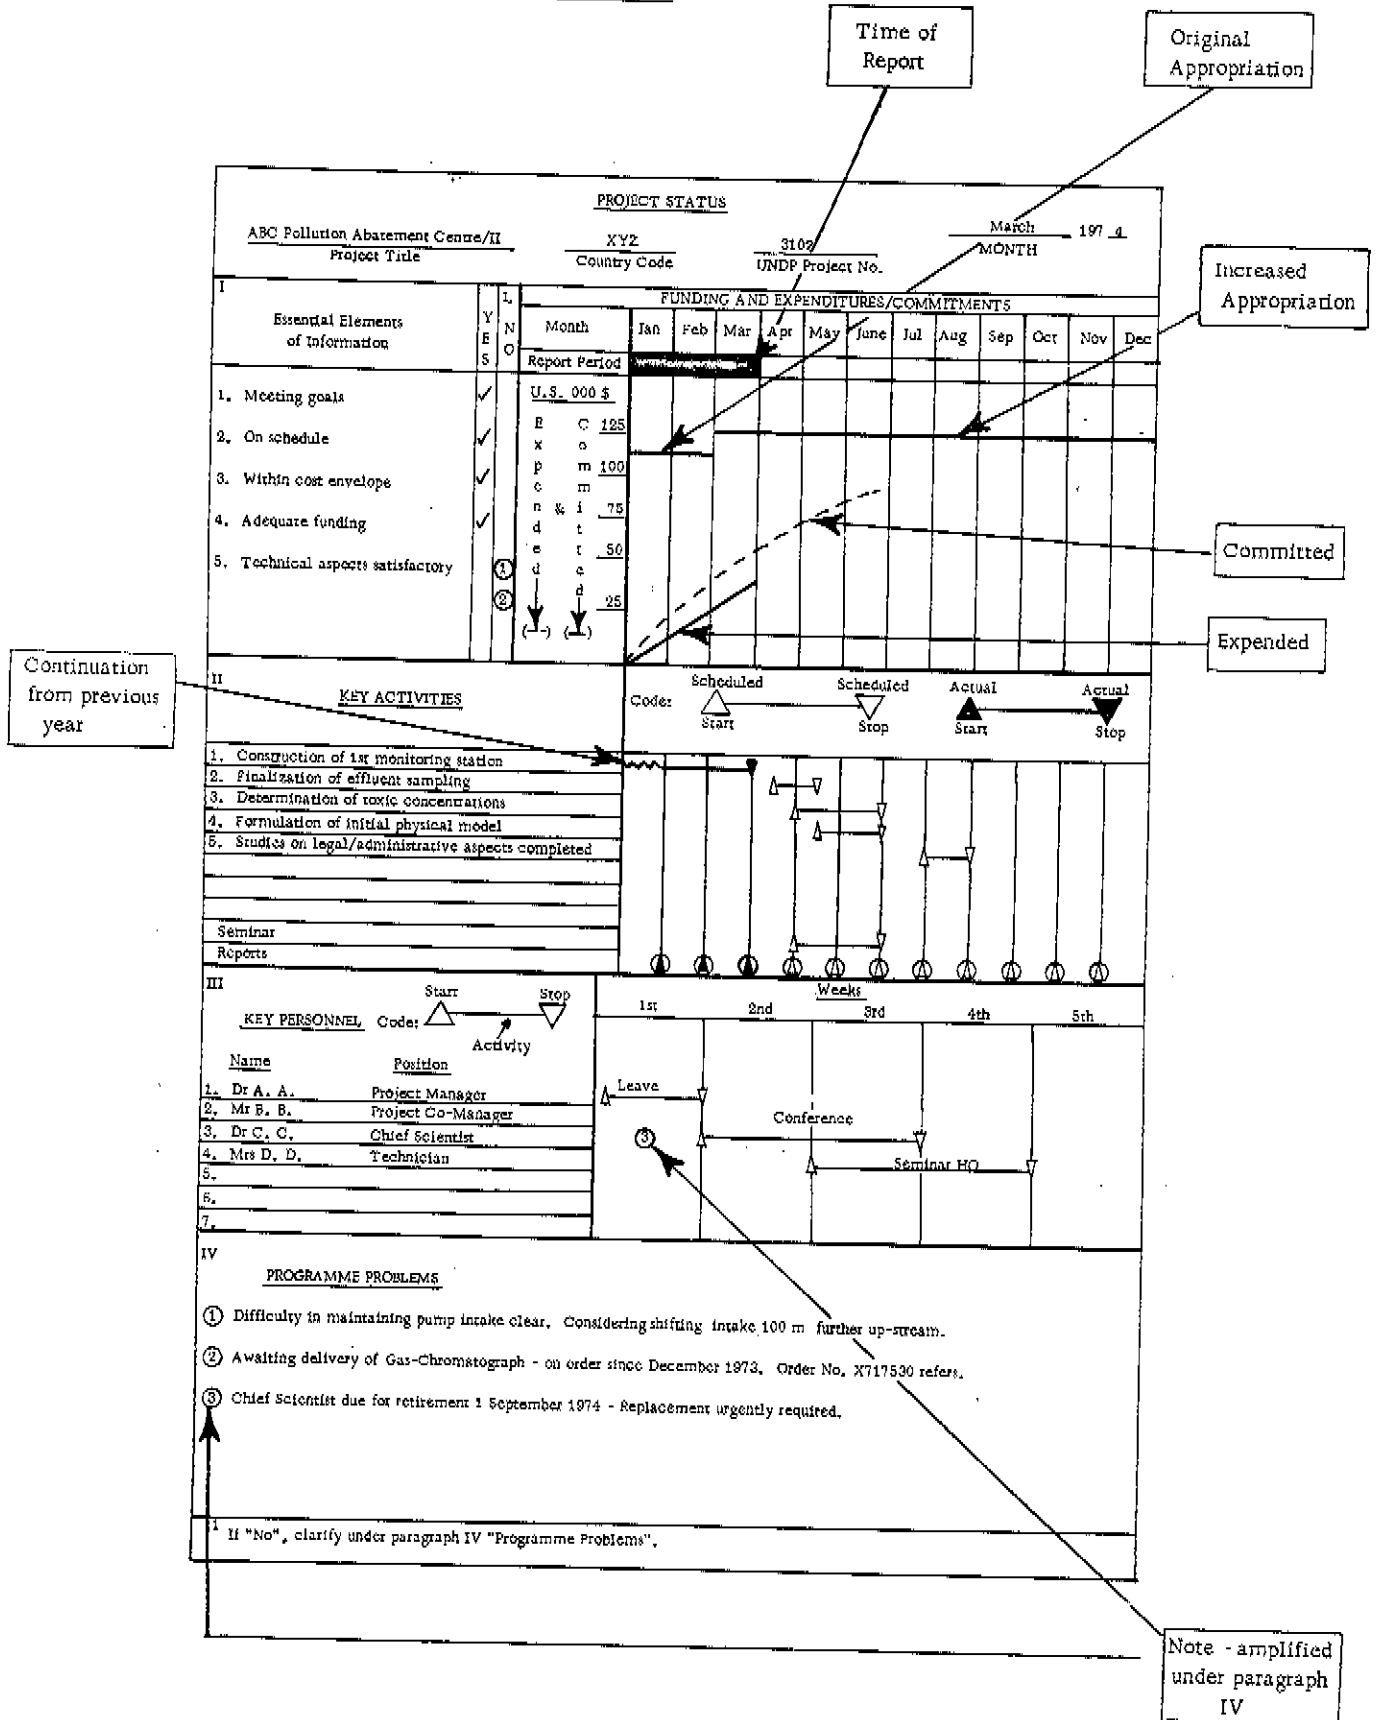 Time of
Report
Original
Appropriation
PROJECT STATUS
ABC Pollution Abatement Centre/II
Project Title
XYZ
Country Code
3102
UNDP Project No.
March 197 4
MONTH
Increased
Appropriation
I
Essential Elements
of Information
YES
NO
1
FUNDING AND EXPENDITURES/COMMITMENTS
Month Jan Feb Mar Apr May June Jul Aug Sep Oct Nov Dec
Report Period
1. Meeting goals ✓
2. On schedule ✓
3. Within cost envelope ✓
4. Adequate funding ✓
5. Technical aspects satisfactory ①
②
U.S. 000 $
Expended & Committed
125
100
75
50
25
(--) (—)
Committed
Expended
Continuation
from previous
year
II
KEY ACTIVITIES
Code:
Scheduled
Start
Scheduled
Stop
Actual
Start
Actual
Stop
1. Construction of 1st monitoring station
2. Finalization of effluent sampling
3. Determination of toxic concentrations
4. Formulation of initial physical model
5. Studies on legal/administrative aspects completed
Seminar
Reports
III
KEY PERSONNEL Code:
Start
Stop
Activity
Weeks
1st 2nd 3rd 4th 5th
Name Position
1. Dr A. A. Project Manager
2. Mr B. B. Project Co-Manager
3. Dr C. C. Chief Scientist
4. Mrs D. D. Technician
5.
6.
7.
Leave
Conference
③
Seminar HQ
IV
PROGRAMME PROBLEMS
① Difficulty in maintaining pump intake clear. Considering shifting intake 100 m further up-stream.
② Awaiting delivery of Gas-Chromatograph - on order since December 1973. Order No. X717530 refers.
③ Chief Scientist due for retirement 1 September 1974 - Replacement urgently required.
1 If "No", clarify under paragraph IV "Programme Problems".
Note - amplified
under paragraph
IV